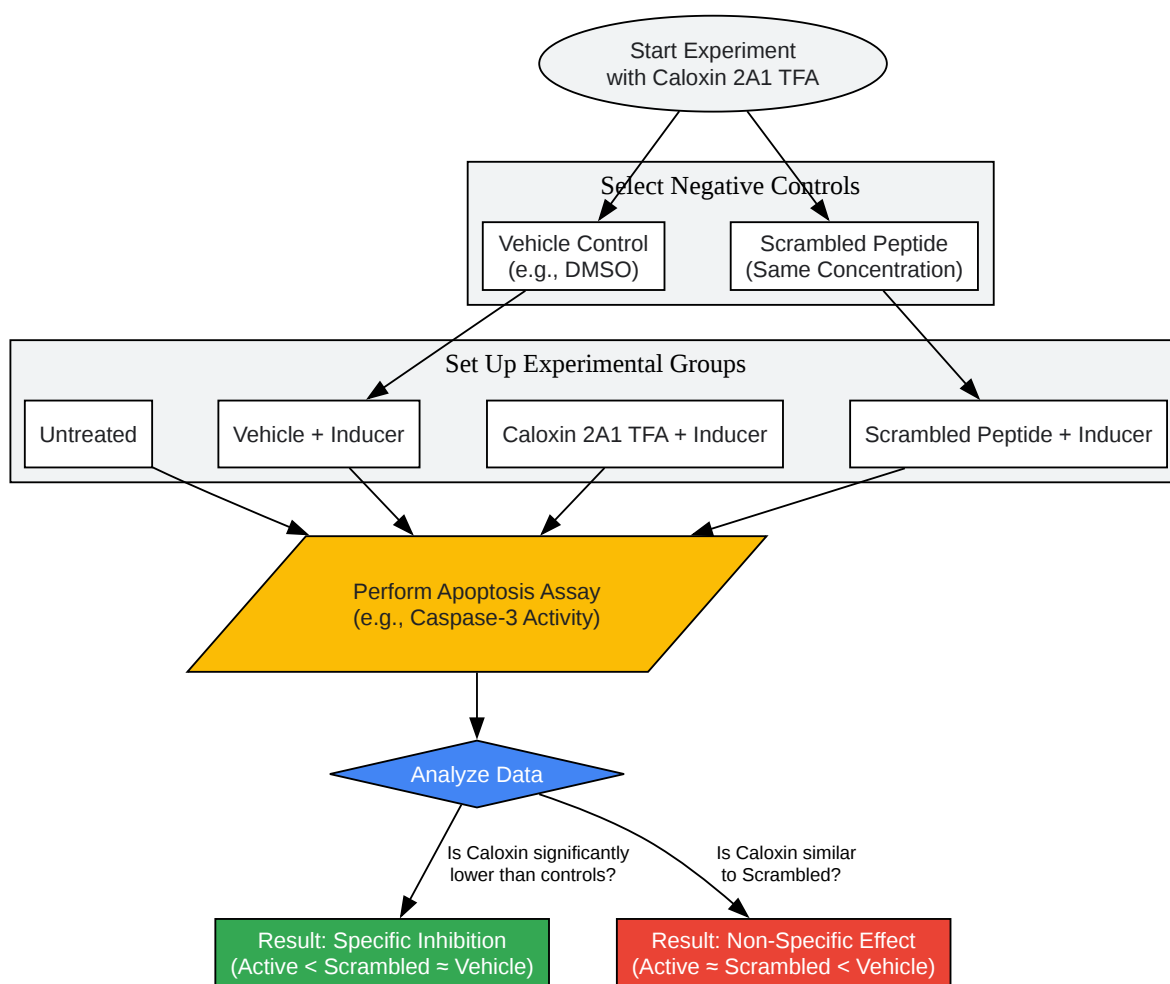 Start Experiment
with Caloxin 2A1 TFA
Select Negative Controls
Vehicle Control
(e.g., DMSO)
Scrambled Peptide
(Same Concentration)
Set Up Experimental Groups
Untreated
Vehicle + Inducer
Caloxin 2A1 TFA + Inducer
Scrambled Peptide + Inducer
Perform Apoptosis Assay
(e.g., Caspase-3 Activity)
Analyze Data
Is Caloxin significantly
lower than controls?
Is Caloxin similar
to Scrambled?
Result: Specific Inhibition
(Active < Scrambled ≈ Vehicle)
Result: Non-Specific Effect
(Active ≈ Scrambled < Vehicle)